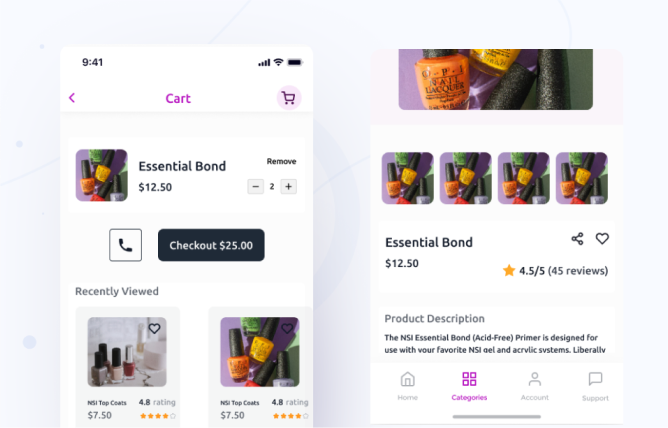 9:41
Cart
Essential Bond
Remove
$12.50
2
Checkout $25.00
Recently Viewed
NSI Top Coats
4.8 rating
$7.50
NSI Top Coats
4.8 rating
$7.50
O·P·I
NAIL
LACQUER
Essential Bond
$12.50
4.5/5 (45 reviews)
Product Description
The NSI Essential Bond (Acid-Free) Primer is designed for
use with your favorite NSI gel and acrylic systems. Liberally
Home
Categories
Account
Support